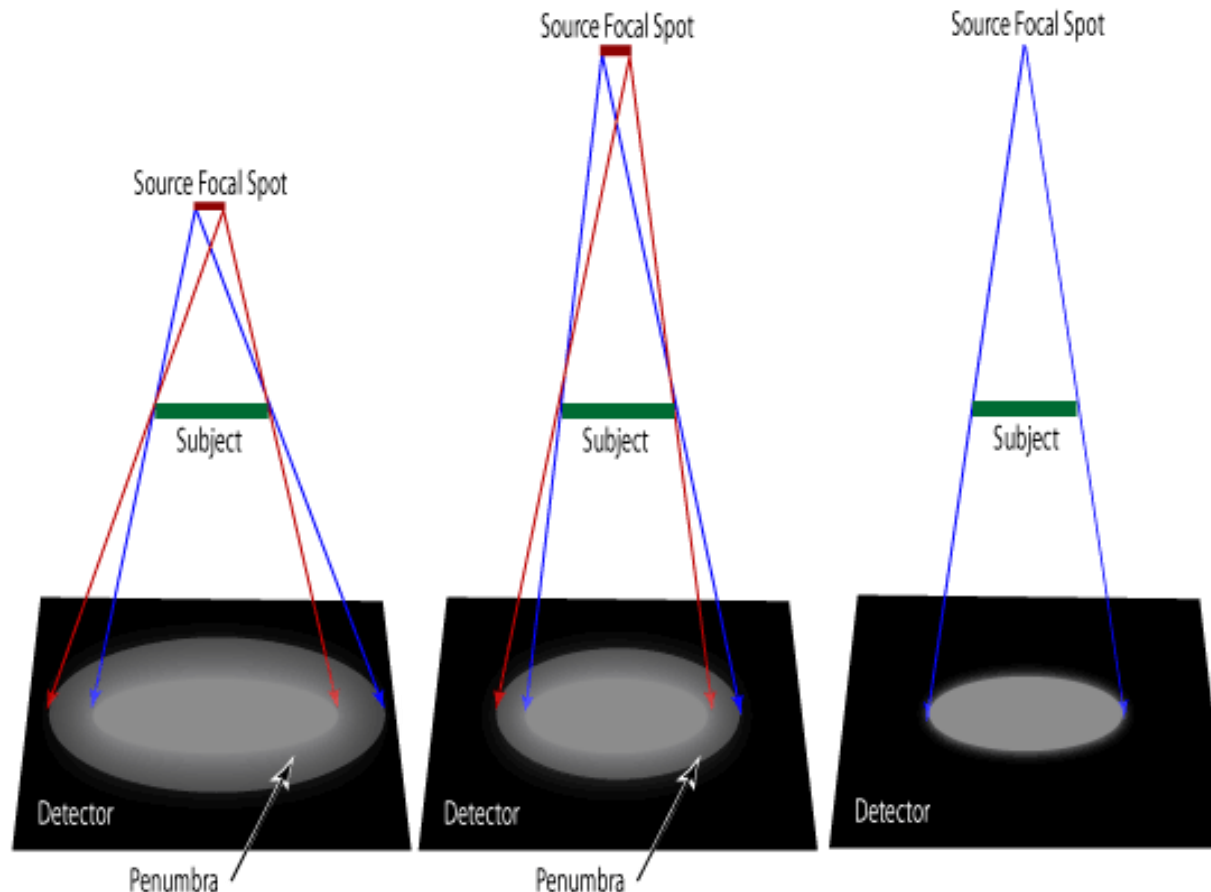 Source Focal Spot
Source Focal Spot
Source Focal Spot
Subject
Subject
Subject
Detector
Detector
Detector
Penumbra
Penumbra